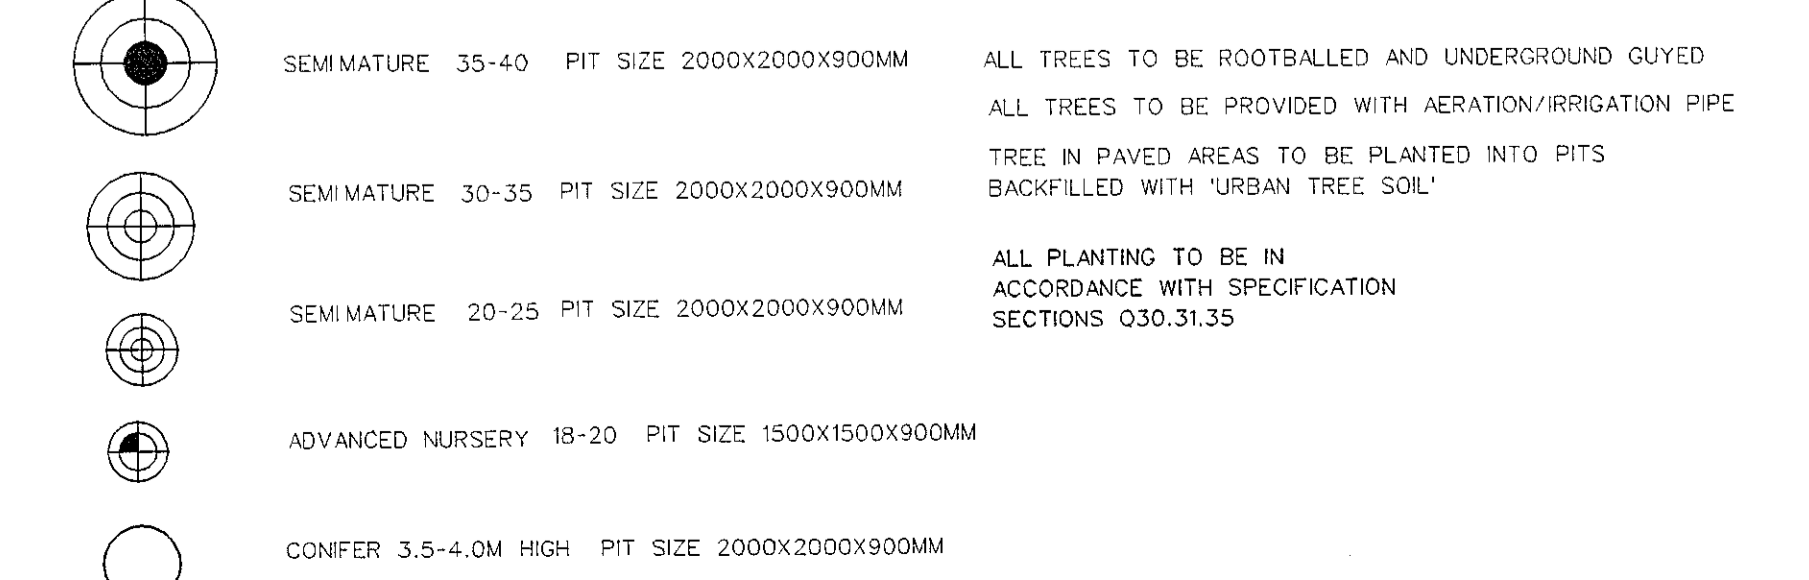 SEMIMATURE 35-40 PIT SIZE 2000X2000X900MM
SEMIMATURE 30-35 PIT SIZE 2000X2000X900MM
SEMIMATURE 20-25 PIT SIZE 2000X2000X900MM
ADVANCED NURSERY 18-20 PIT SIZE 1500X1500X900MM
CONIFER 3.5-4.0M HIGH PIT SIZE 2000X2000X900MM
ALL TREES TO BE ROOTBALLED AND UNDERGROUND GUYED
ALL TREES TO BE PROVIDED WITH AERATION/IRRIGATION PIPE
TREE IN PAVED AREAS TO BE PLANTED INTO PITS
BACKFILLED WITH 'URBAN TREE SOIL'
ALL PLANTING TO BE IN
ACCORDANCE WITH SPECIFICATION
SECTIONS Q30.31.35